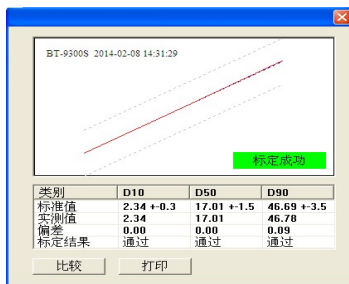 BT-9300S 2014-02-08 14:31:29
标定成功
类别 D10 D50 D90
标准值 2.34 +-0.3 17.01 +-1.5 46.69 +-3.5
实测值 2.34 17.01 46.78
偏差 0.00 0.00 0.09
标定结果 通过 通过 通过
比较 打印